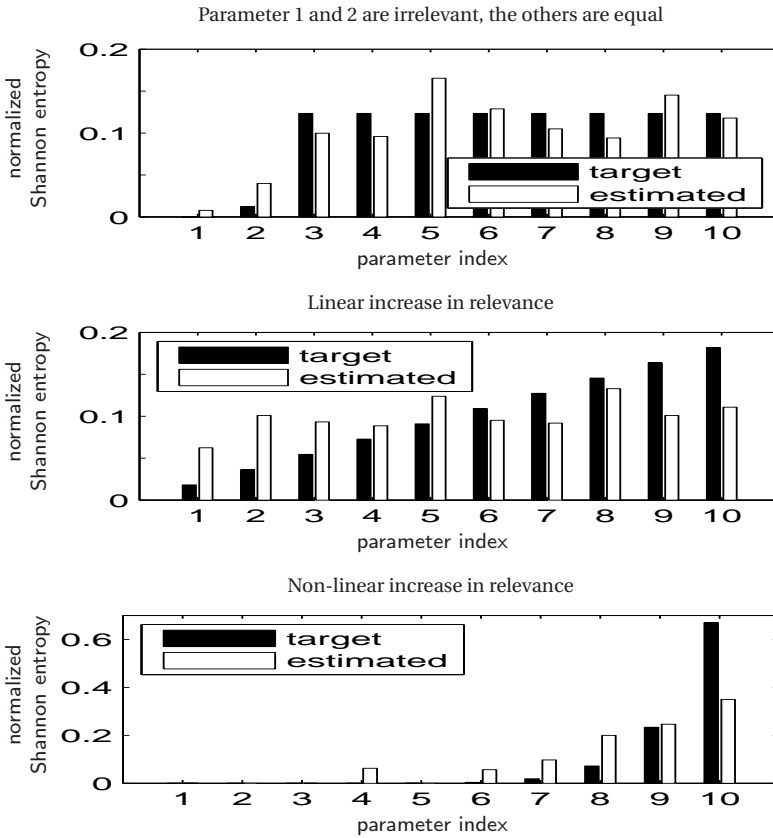 Parameter 1 and 2 are irrelevant, the others are equal
normalized
Shannon entropy
0.2
0.1
0
target
estimated
1 2 3 4 5 6 7 8 9 10
parameter index
Linear increase in relevance
normalized
Shannon entropy
0.2
0.1
0
target
estimated
1 2 3 4 5 6 7 8 9 10
parameter index
Non-linear increase in relevance
normalized
Shannon entropy
0.6
0.4
0.2
0
target
estimated
1 2 3 4 5 6 7 8 9 10
parameter index